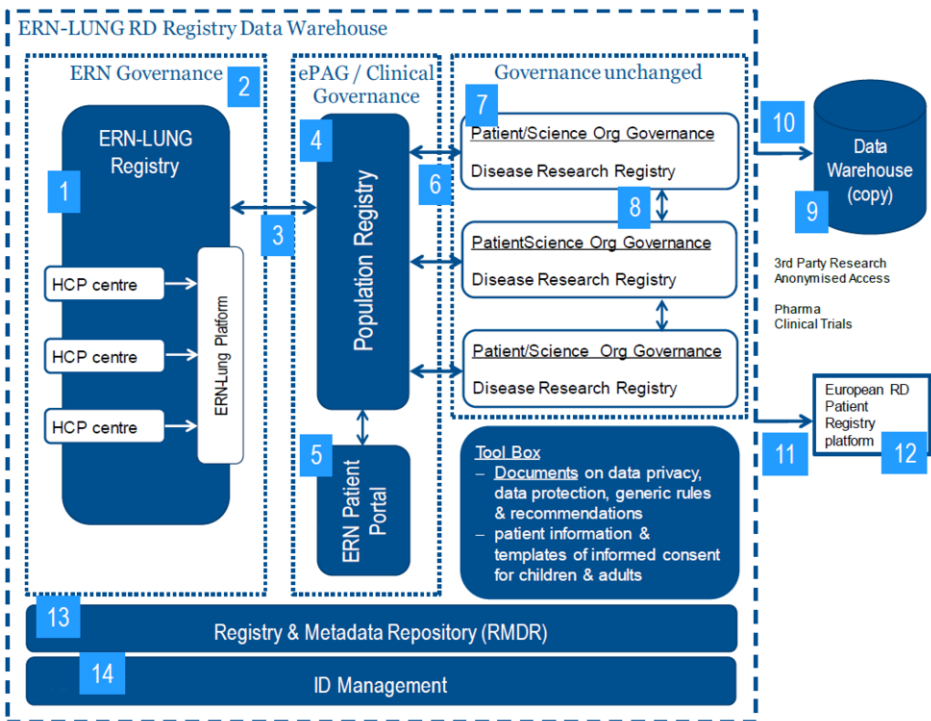 ERN-LUNG RD Registry Data Warehouse
ERN Governance
2
ERN-LUNG
Registry
1
HCP centre
HCP centre
HCP centre
ERN-Lung Platform
3
ePAG / Clinical
Governance
4
Population Registry
5
ERN Patient
Portal
6
Governance unchanged
7
Patient/Science Org Governance
Disease Research Registry
8
PatientScience Org Governance
Disease Research Registry
Patient/Science Org Governance
Disease Research Registry
Tool Box
– Documents on data privacy,
data protection, generic rules
& recommendations
– patient information &
templates of informed consent
for children & adults
10
Data
Warehouse
(copy)
9
3rd Party Research
Anonymised Access
Pharma
Clinical Trials
11
European RD
Patient
Registry
platform
12
13
Registry & Metadata Repository (RMDR)
14
ID Management